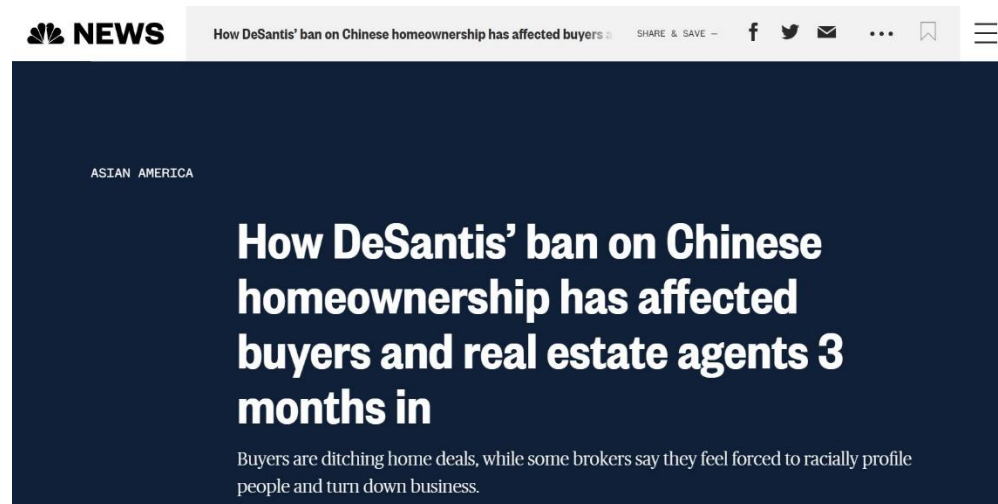 NEWS
How DeSantis’ ban on Chinese homeownership has affected buyers
SHARE & SAVE –
ASIAN AMERICA
How DeSantis’ ban on Chinese
homeownership has affected
buyers and real estate agents 3
months in
Buyers are ditching home deals, while some brokers say they feel forced to racially profile
people and turn down business.